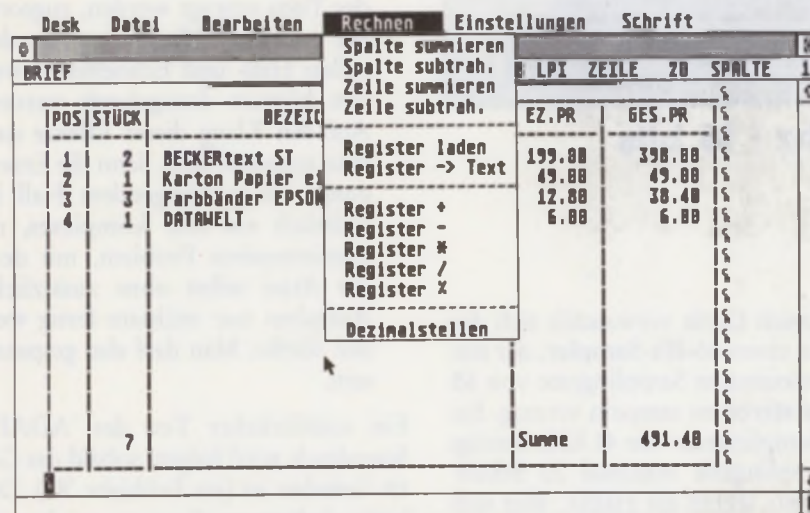 Desk Datei Bearbeiten Rechnen Einstellungen Schrift
Spalte summieren
Spalte subtrah.
Zeile summieren
Zeile subtrah.
Register laden
Register -> Text
Register +
Register -
Register *
Register /
Register %
Dezimalstellen
BRIEF LPI ZEILE 20 SPALTE 1
POS STÜCK BEZEIC EZ.PR GES.PR
1 2 BECKERtext ST 199.00 398.00
2 1 Karton Papier 49.00 49.00
3 3 Farbbänder EPSON 12.80 38.40
4 1 DATAWELT 6.00 6.00
7 Summe 491.40